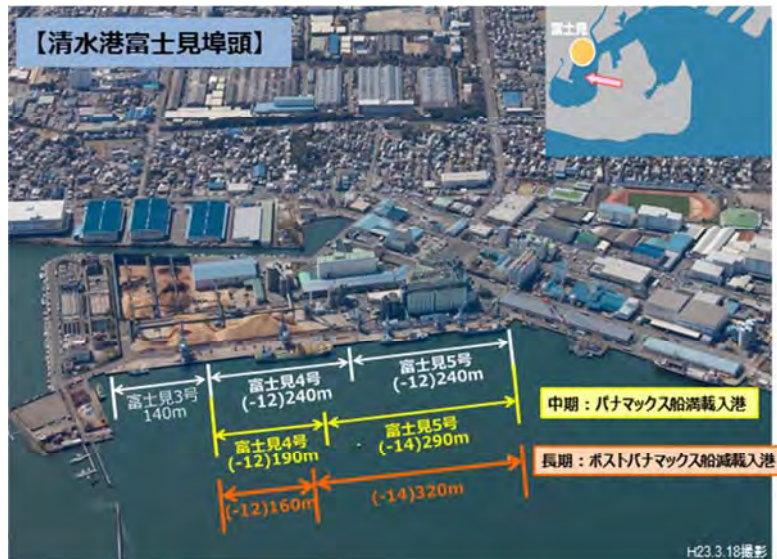 【清水港富士見埠頭】
富士見
富士見3号
140m
富士見4号
(-12)240m
富士見5号
(-12)240m
中期：パナマックス船満載入港
富士見4号
(-12)190m
富士見5号
(-14)290m
長期：ポストパナマックス船減載入港
(-12)160m
(-14)320m
H23.3.18撮影